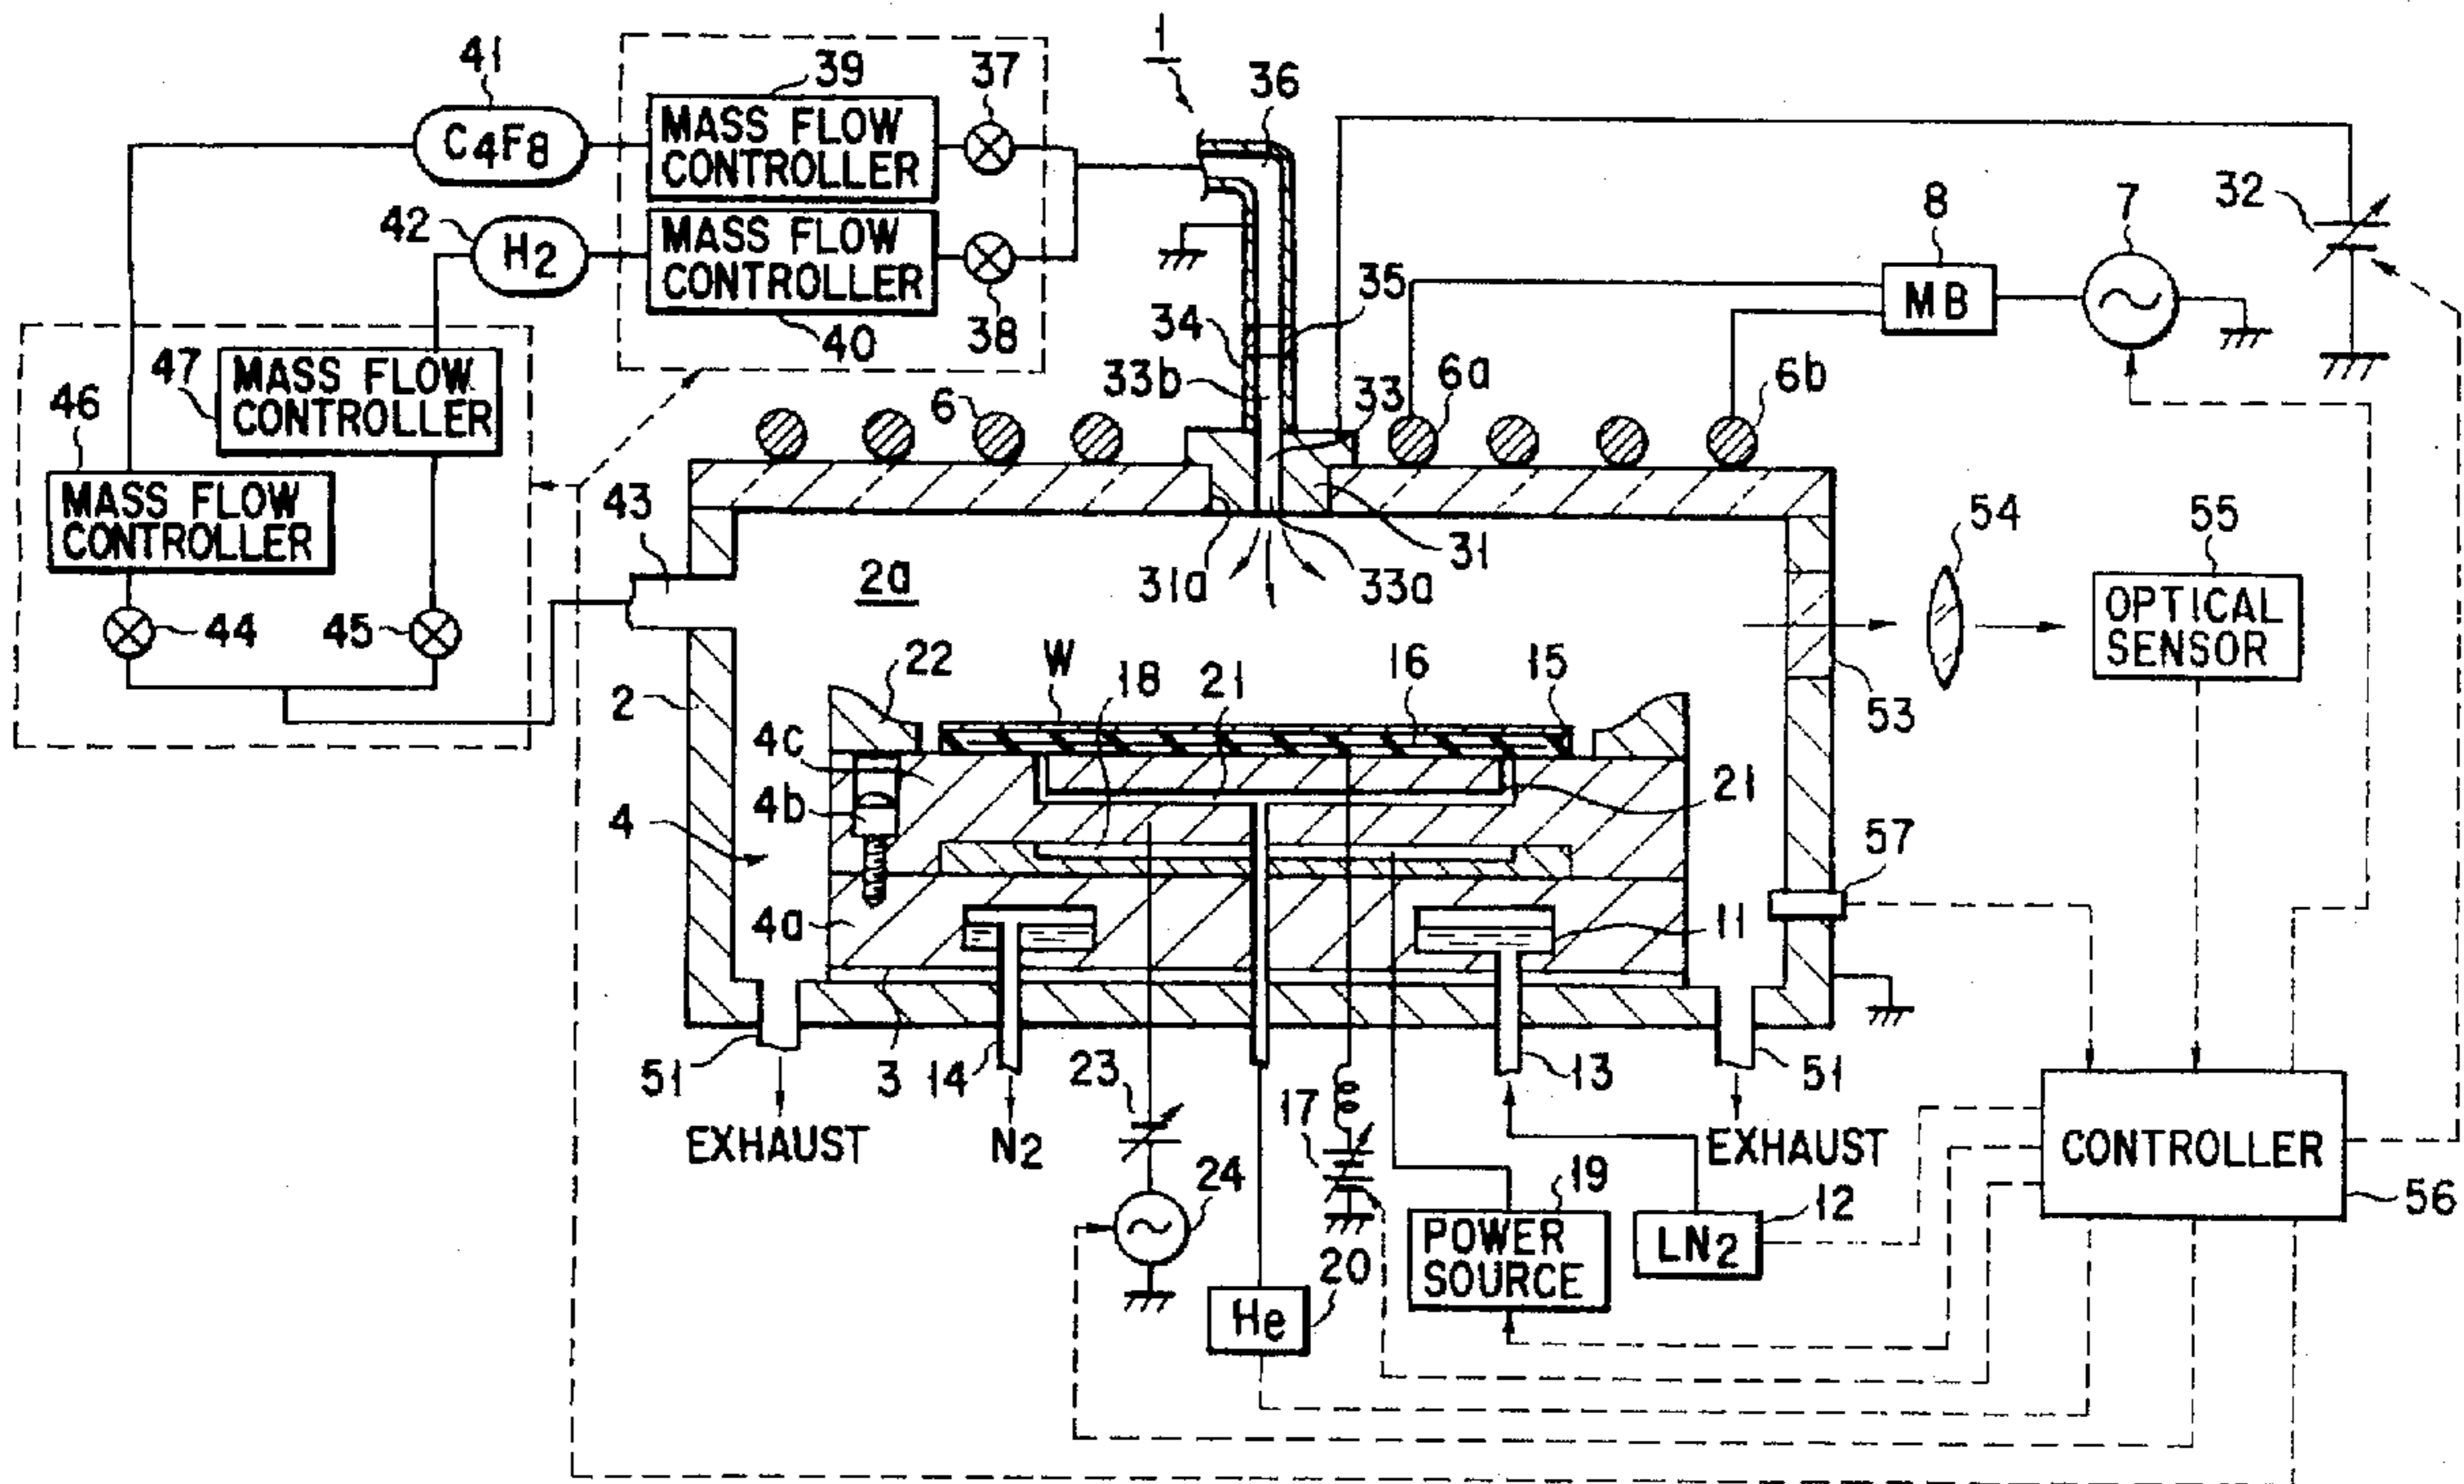 1
41
39
37
36
C4F8
MASS FLOW
CONTROLLER
32
8
7
42
H2
MASS FLOW
CONTROLLER
MB
35
34
40
38
47
MASS FLOW
CONTROLLER
33b
33
6a
6b
46
6
MASS FLOW
CONTROLLER
43
54
55
31a
33a
31
2a
OPTICAL
SENSOR
44
45
22
W
18
21
16
15
2
53
4c
21
4b
4
57
4a
11
51
3
14
23
17
13
51
EXHAUST
N2
EXHAUST
CONTROLLER
24
19
12
56
POWER
SOURCE
LN2
20
He